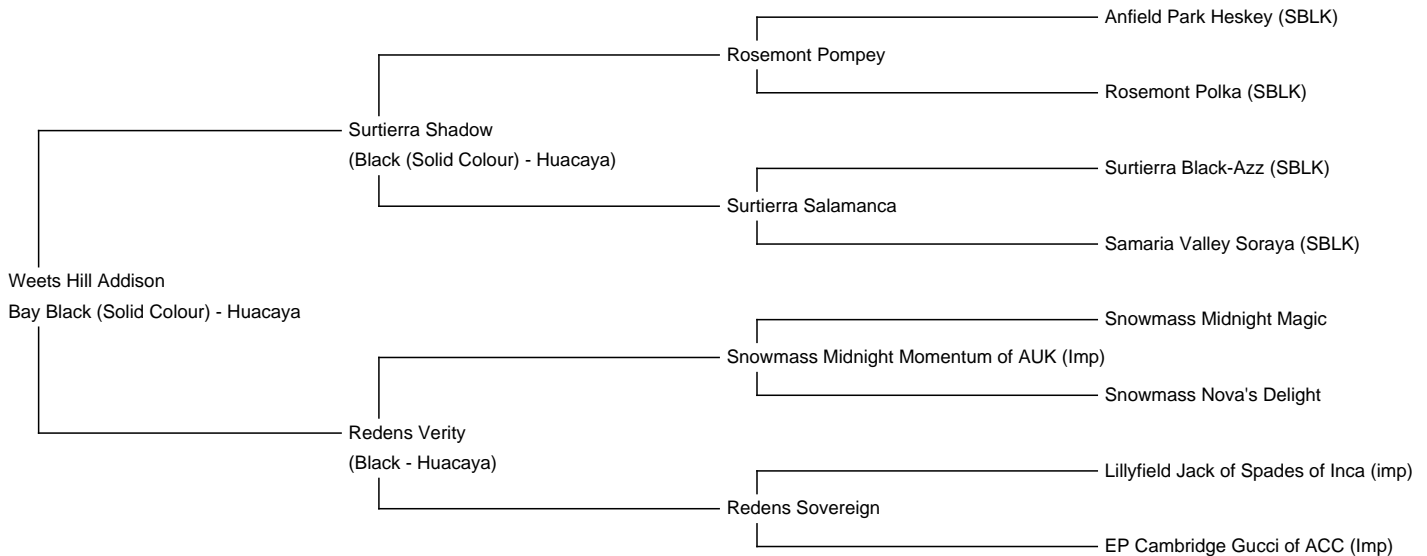 Anfield Park Heskey (SBLK)
Rosemont Pompey
Rosemont Polka (SBLK)
Surtierra Shadow
(Black (Solid Colour) - Huacaya)
Surtierra Black-Azz (SBLK)
Surtierra Salamanca
Samaria Valley Soraya (SBLK)
Weets Hill Addison
Bay Black (Solid Colour) - Huacaya
Snowmass Midnight Magic
Snowmass Midnight Momentum of AUK (Imp)
Snowmass Nova's Delight
Redens Verity
(Black - Huacaya)
Lillyfield Jack of Spades of Inca (imp)
Redens Sovereign
EP Cambridge Gucci of ACC (Imp)